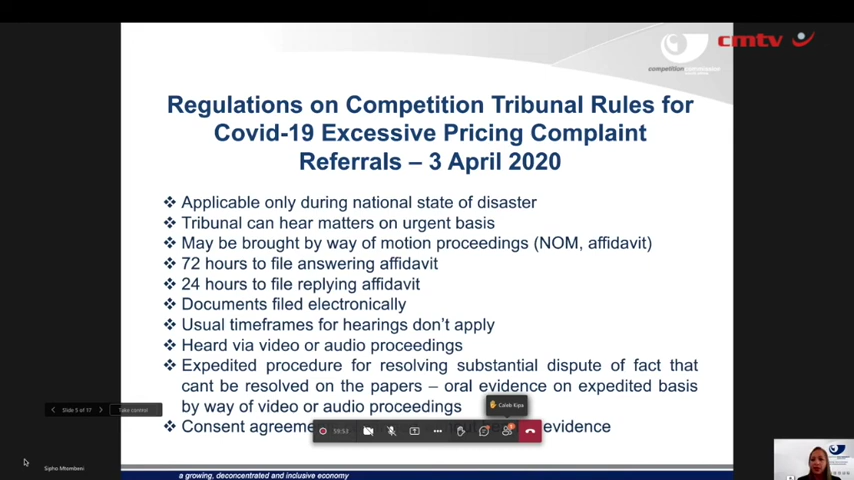 cmtv
competition commission
Regulations on Competition Tribunal Rules for
Covid-19 Excessive Pricing Complaint
Referrals – 3 April 2020
❖ Applicable only during national state of disaster
❖ Tribunal can hear matters on urgent basis
❖ May be brought by way of motion proceedings (NOM, affidavit)
❖ 72 hours to file answering affidavit
❖ 24 hours to file replying affidavit
❖ Documents filed electronically
❖ Usual timeframes for hearings don't apply
❖ Heard via video or audio proceedings
❖ Expedited procedure for resolving substantial dispute of fact that
cant be resolved on the papers – oral evidence on expedited basis
by way of video or audio proceedings
Slide 5 of 17
Take control
Caleb Kipa
❖ Consent agreeme evidence
Sipho Mtombeni
a growing, deconcentrated and inclusive economy